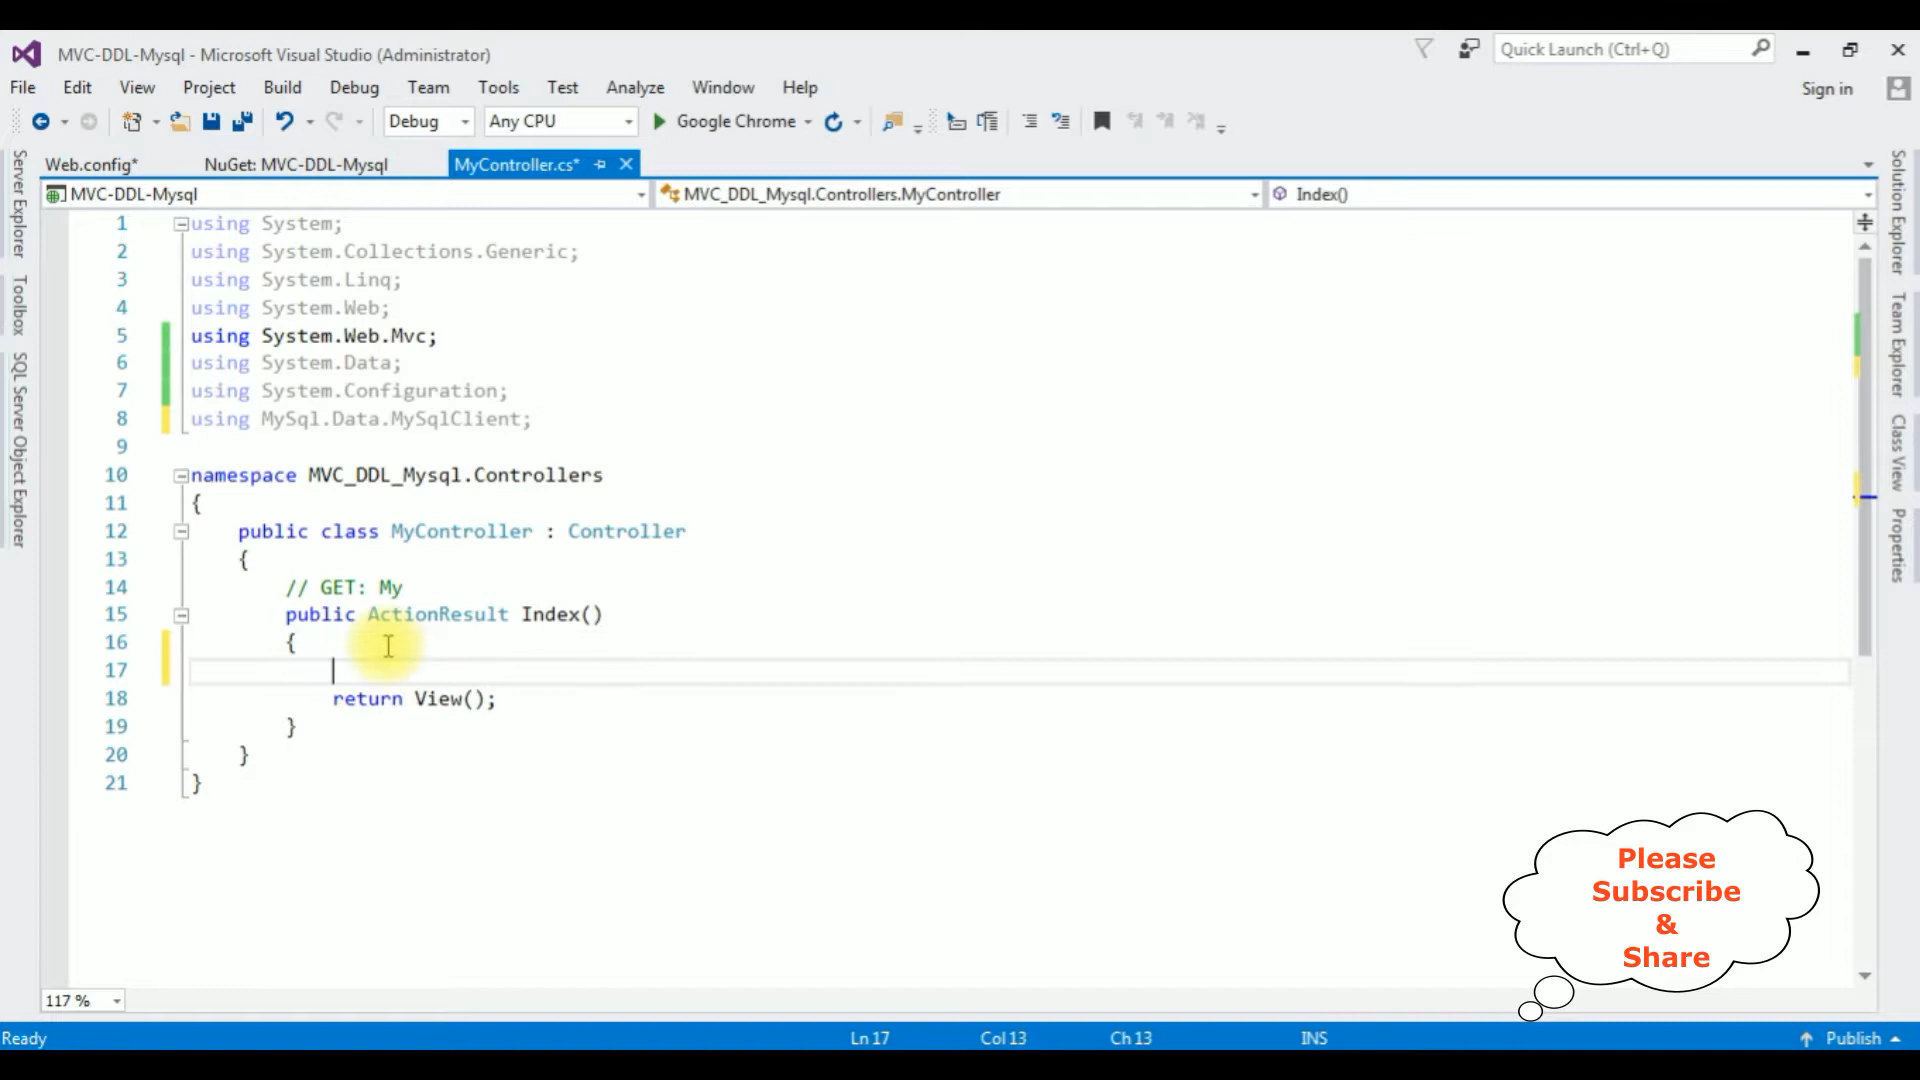 MVC-DDL-Mysql - Microsoft Visual Studio (Administrator)
Quick Launch (Ctrl+Q)
File Edit View Project Build Debug Team Tools Test Analyze Window Help
Sign in
Debug Any CPU Google Chrome
Web.config* NuGet: MVC-DDL-Mysql MyController.cs*
MVC-DDL-Mysql MVC_DDL_Mysql.Controllers.MyController Index()
Server Explorer
Toolbox
SQL Server Object Explorer
1 using System;
2 using System.Collections.Generic;
3 using System.Linq;
4 using System.Web;
5 using System.Web.Mvc;
6 using System.Data;
7 using System.Configuration;
8 using MySql.Data.MySqlClient;
9
10 namespace MVC_DDL_Mysql.Controllers
11 {
12 public class MyController : Controller
13 {
14 // GET: My
15 public ActionResult Index()
16 {
17
18 return View();
19 }
20 }
21 }
Solution Explorer
Team Explorer
Class View
Properties
Please
Subscribe
&
Share
117 %
Ready Ln 17 Col 13 Ch 13 INS Publish